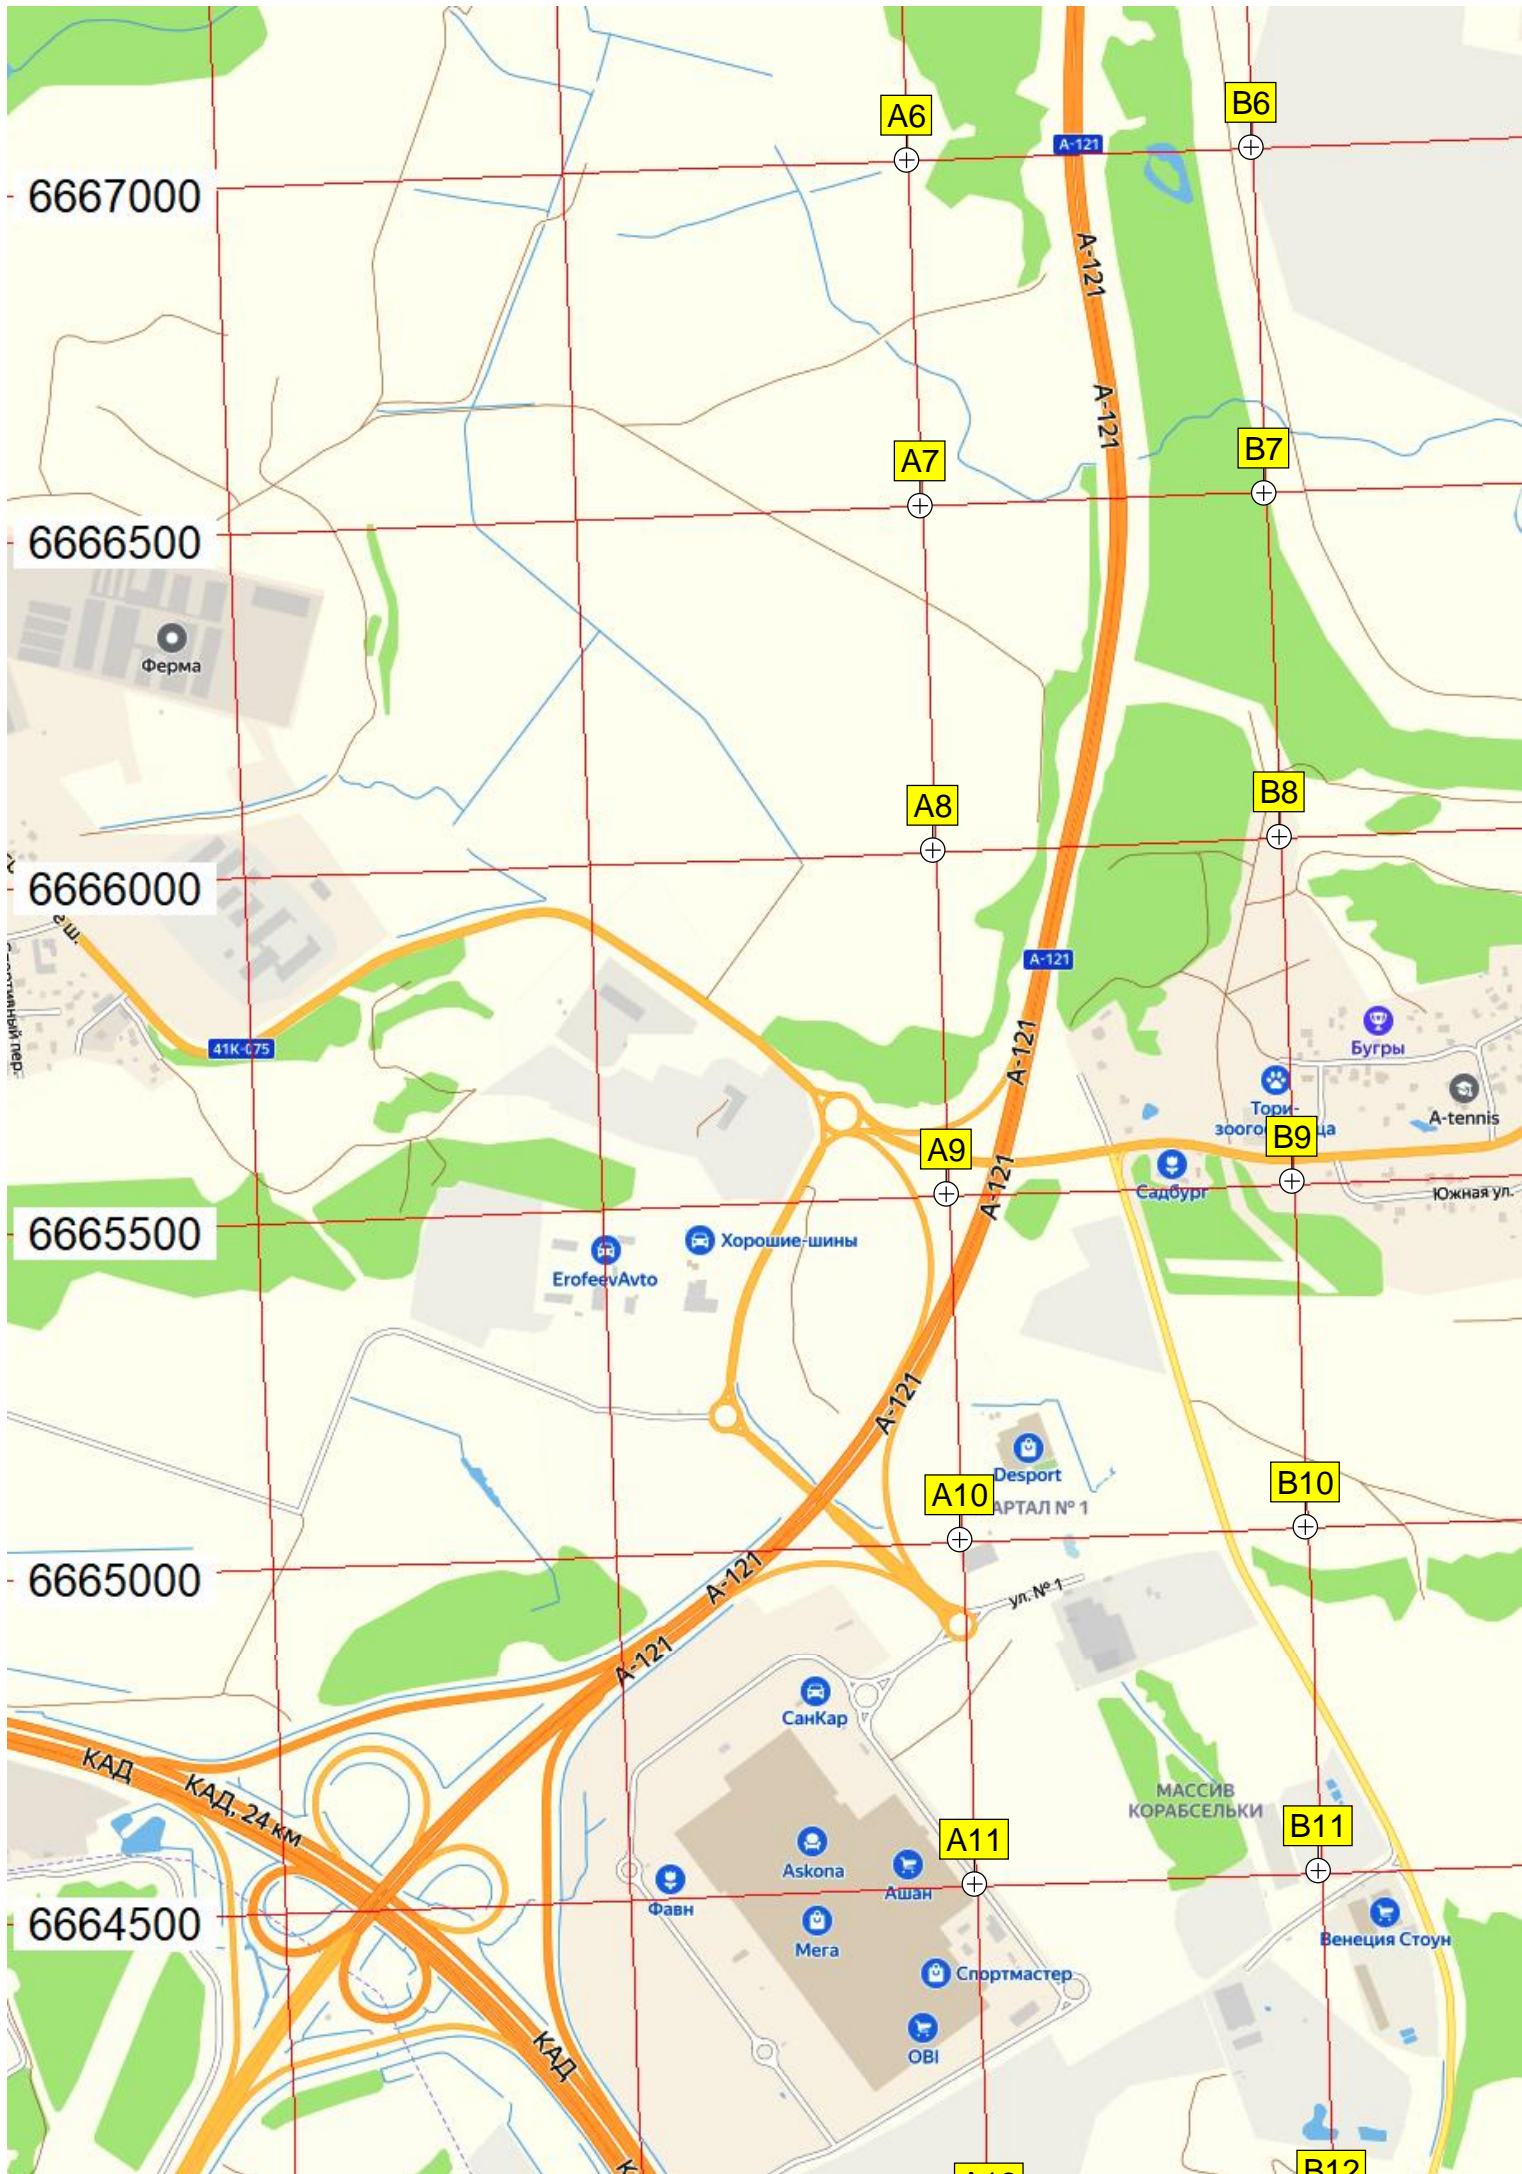 A6
B6
А-121
6667000
А-121
А-121
A7
B7
6666500
Ферма
A8
B8
6666000
ш.
А-121
41К-075
Бугры
А-121
Тори-
A-tennis
A9
B9
А-121
Садбург
Южная ул.
6665500
Хорошие-шины
ErofeevAvto
А-121
Desport
A10
B10
АРТАЛ № 1
6665000
А-121
ул. № 1
А-121
СанКар
КАД
КАД, 24 км
МАССИВ
КОРАБСЕЛЬКИ
A11
B11
Askona
Ашан
Фавн
6664500
Мега
Венеция Стоун
Спортмастер
OBI
КАД
B12